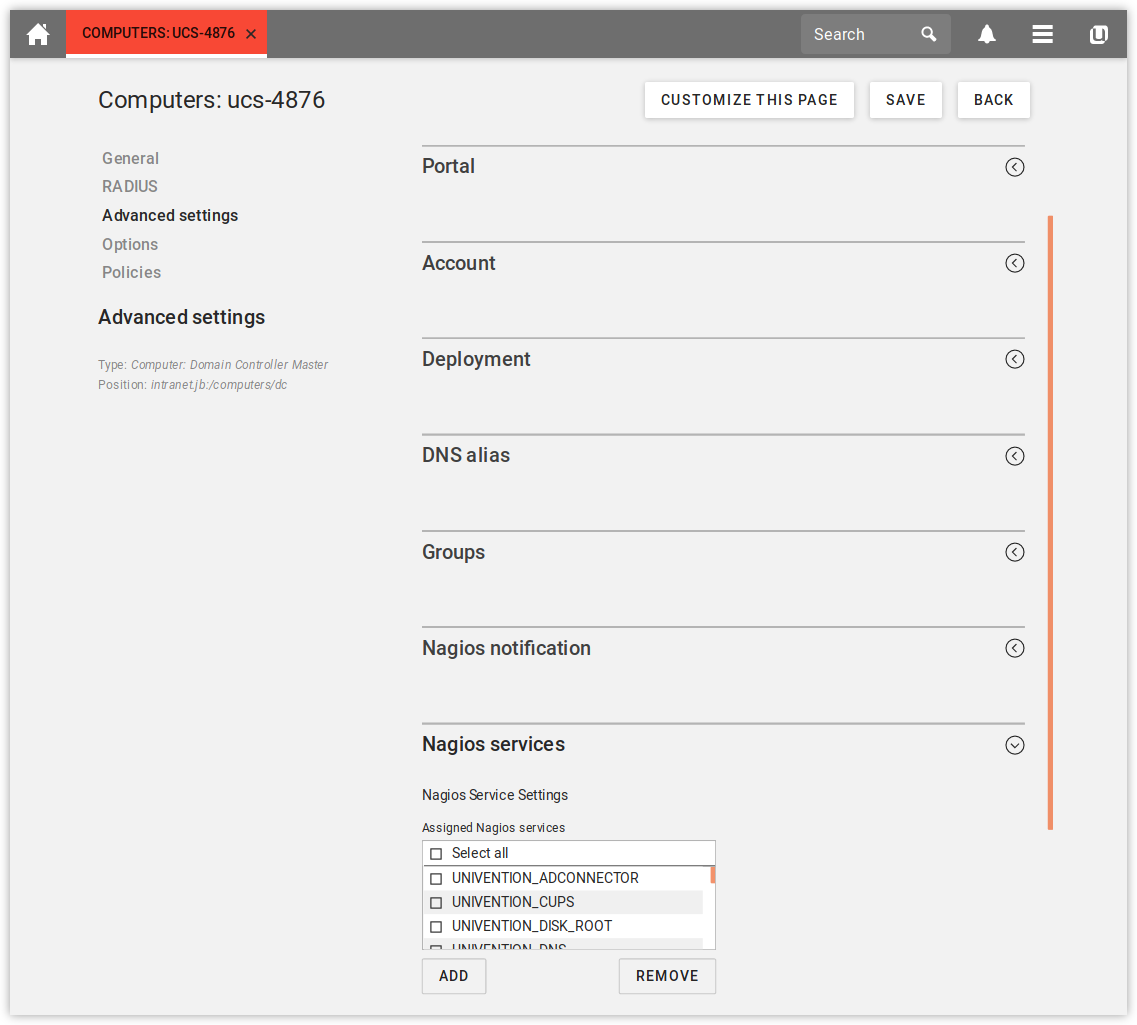 COMPUTERS: UCS-4876
Search
Computers: ucs-4876
CUSTOMIZE THIS PAGE
SAVE
BACK
General
RADIUS
Advanced settings
Options
Policies
Advanced settings
Type: Computer: Domain Controller Master
Position: intranet.jb:/computers/dc
Portal
Account
Deployment
DNS alias
Groups
Nagios notification
Nagios services
Nagios Service Settings
Assigned Nagios services
Select all
UNIVENTION_ADCONNECTOR
UNIVENTION_CUPS
UNIVENTION_DISK_ROOT
UNIVENTION_DNS
ADD
REMOVE